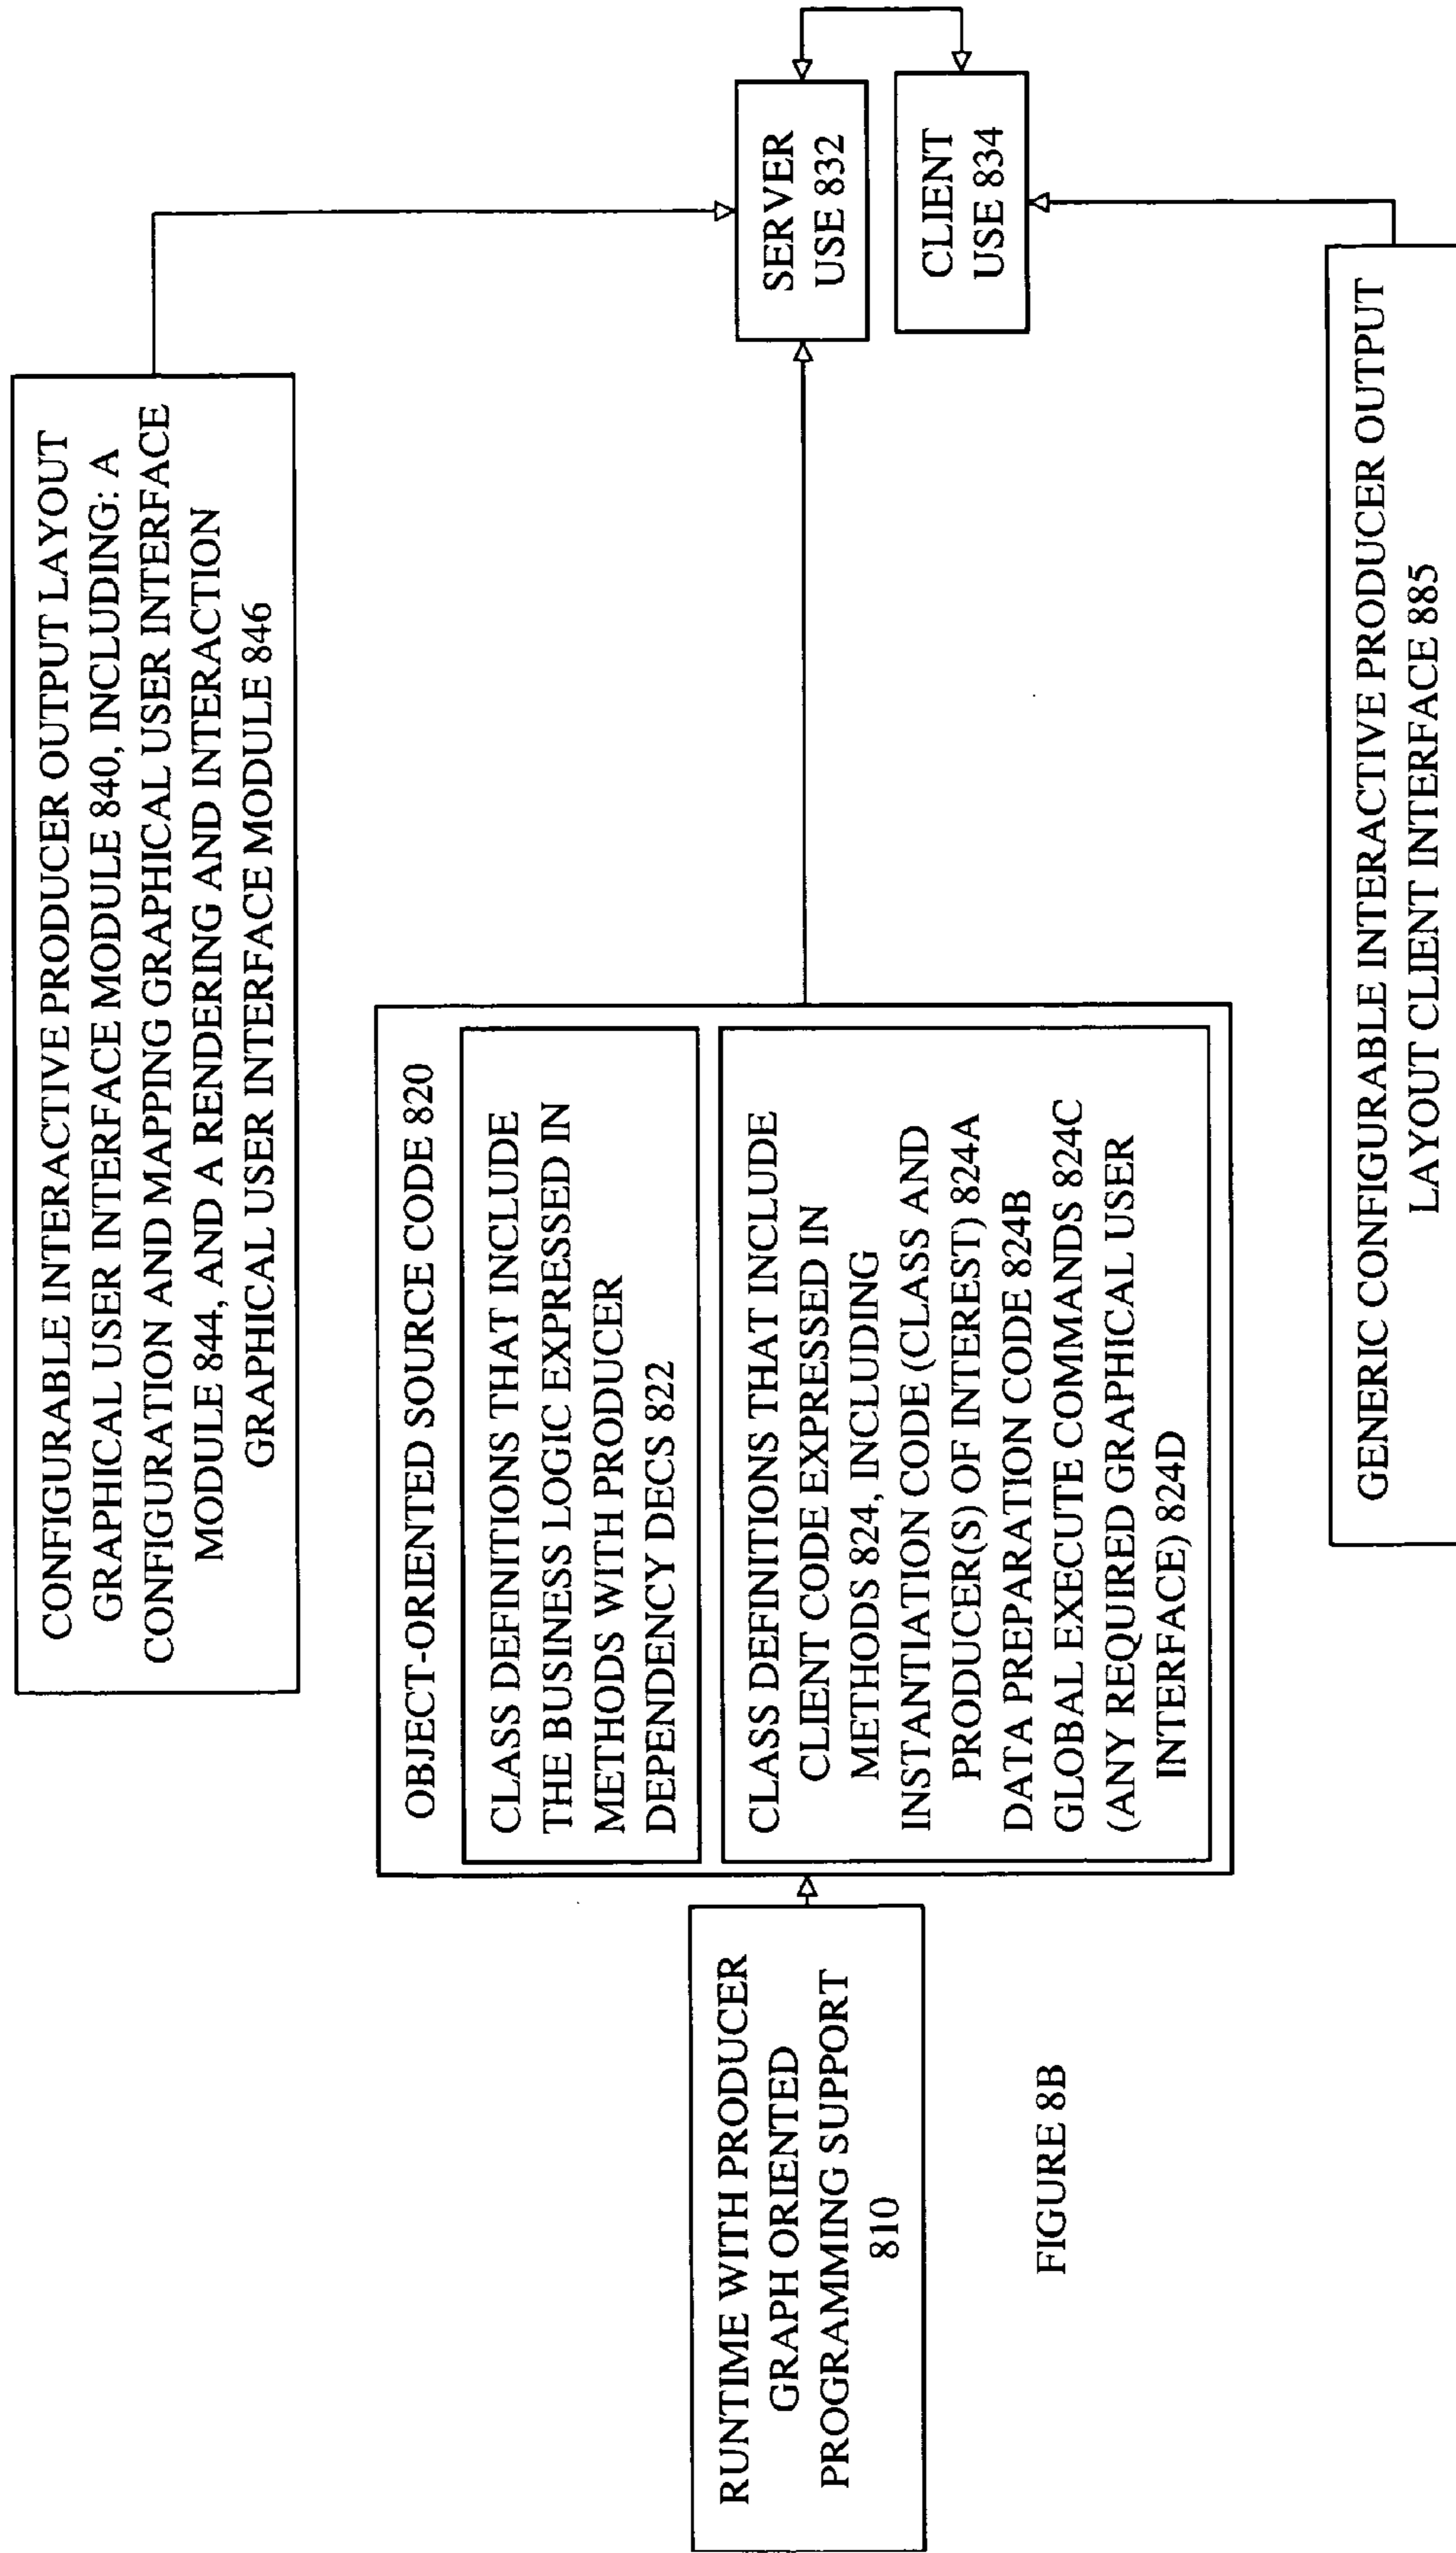 CONFIGURABLE INTERACTIVE PRODUCER OUTPUT LAYOUT
GRAPHICAL USER INTERFACE MODULE 840, INCLUDING: A
CONFIGURATION AND MAPPING GRAPHICAL USER INTERFACE
MODULE 844, AND A RENDERING AND INTERACTION
GRAPHICAL USER INTERFACE MODULE 846
RUNTIME WITH PRODUCER
GRAPH ORIENTED
PROGRAMMING SUPPORT
810
OBJECT-ORIENTED SOURCE CODE 820
CLASS DEFINITIONS THAT INCLUDE
THE BUSINESS LOGIC EXPRESSED IN
METHODS WITH PRODUCER
DEPENDENCY DECS 822
CLASS DEFINITIONS THAT INCLUDE
CLIENT CODE EXPRESSED IN
METHODS 824, INCLUDING
INSTANTIATION CODE (CLASS AND
PRODUCER(S) OF INTEREST) 824A
DATA PREPARATION CODE 824B
GLOBAL EXECUTE COMMANDS 824C
(ANY REQUIRED GRAPHICAL USER
INTERFACE) 824D
SERVER
USE 832
CLIENT
USE 834
GENERIC CONFIGURABLE INTERACTIVE PRODUCER OUTPUT
LAYOUT CLIENT INTERFACE 885
FIGURE 8B